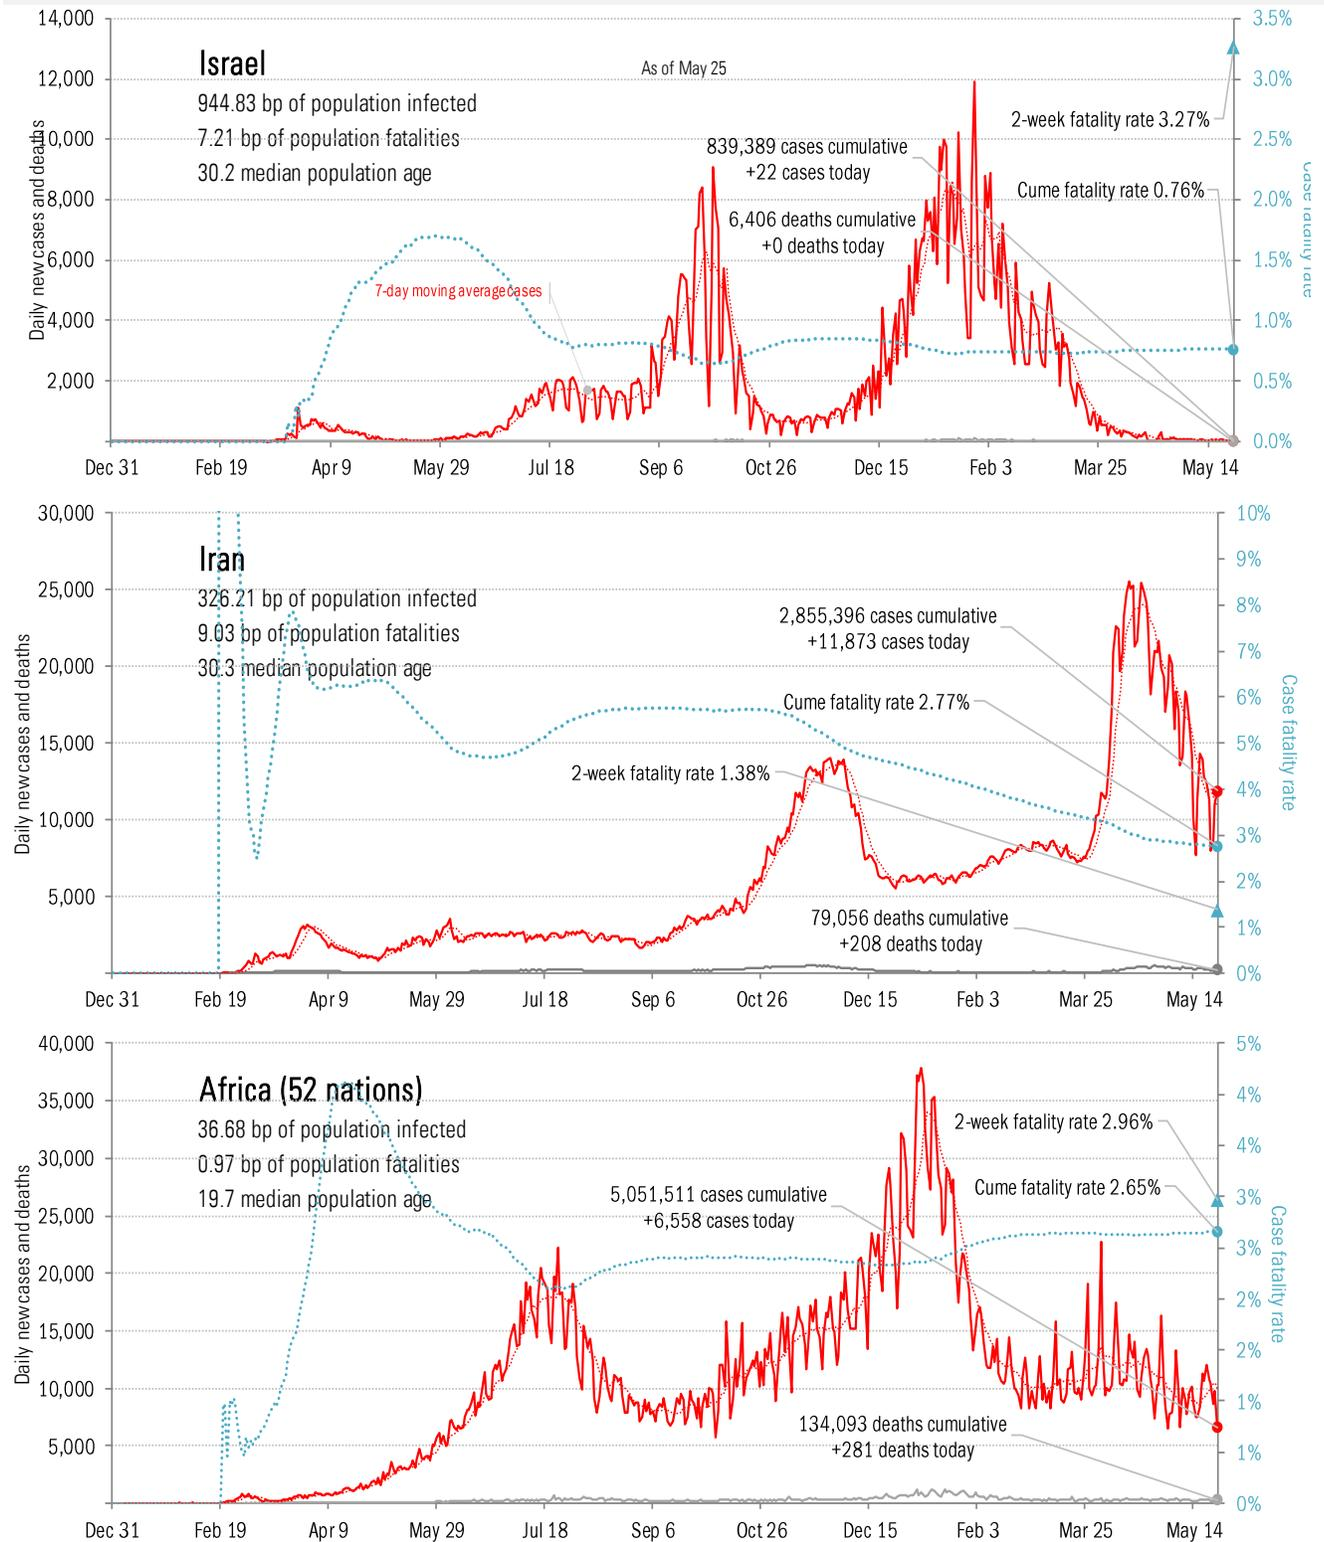 14,000
12,000
10,000
8,000
6,000
4,000
2,000
Daily new cases and deaths
Israel
944.83 bp of population infected
7.21 bp of population fatalities
30.2 median population age
As of May 25
839,389 cases cumulative
+22 cases today
6,406 deaths cumulative
+0 deaths today
2-week fatality rate 3.27%
Cume fatality rate 0.76%
7-day moving average cases
3.5%
3.0%
2.5%
2.0%
1.5%
1.0%
0.5%
0.0%
Case fatality rate
Dec 31 Feb 19 Apr 9 May 29 Jul 18 Sep 6 Oct 26 Dec 15 Feb 3 Mar 25 May 14
30,000
25,000
20,000
15,000
10,000
5,000
Daily new cases and deaths
Iran
326.21 bp of population infected
9.03 bp of population fatalities
30.3 median population age
2,855,396 cases cumulative
+11,873 cases today
Cume fatality rate 2.77%
2-week fatality rate 1.38%
79,056 deaths cumulative
+208 deaths today
10%
9%
8%
7%
6%
5%
4%
3%
2%
1%
0%
Case fatality rate
Dec 31 Feb 19 Apr 9 May 29 Jul 18 Sep 6 Oct 26 Dec 15 Feb 3 Mar 25 May 14
40,000
35,000
30,000
25,000
20,000
15,000
10,000
5,000
Daily new cases and deaths
Africa (52 nations)
36.68 bp of population infected
0.97 bp of population fatalities
19.7 median population age
5,051,511 cases cumulative
+6,558 cases today
2-week fatality rate 2.96%
Cume fatality rate 2.65%
134,093 deaths cumulative
+281 deaths today
5%
4%
4%
3%
3%
2%
2%
1%
1%
0%
Case fatality rate
Dec 31 Feb 19 Apr 9 May 29 Jul 18 Sep 6 Oct 26 Dec 15 Feb 3 Mar 25 May 14